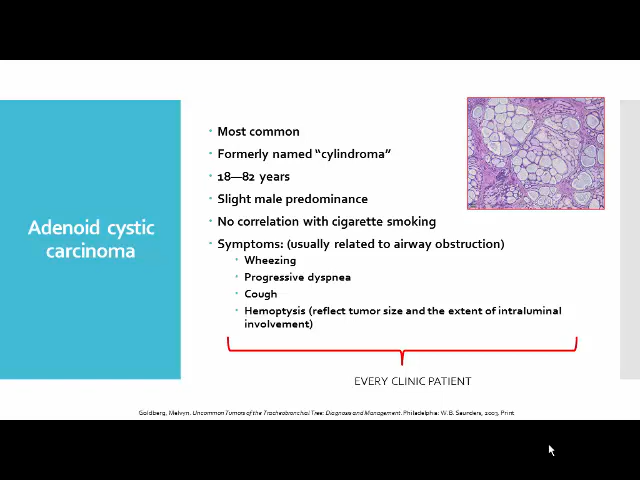 Adenoid cystic
carcinoma
Most common
Formerly named “cylindroma”
18—82 years
Slight male predominance
No correlation with cigarette smoking
Symptoms: (usually related to airway obstruction)
Wheezing
Progressive dyspnea
Cough
Hemoptysis (reflect tumor size and the extent of intraluminal
involvement)
EVERY CLINIC PATIENT
Goldberg, Melvyn. Uncommon Tumors of the Tracheobronchial Tree: Diagnosis and Management. Philadelphia: W.B. Saunders, 2003. Print